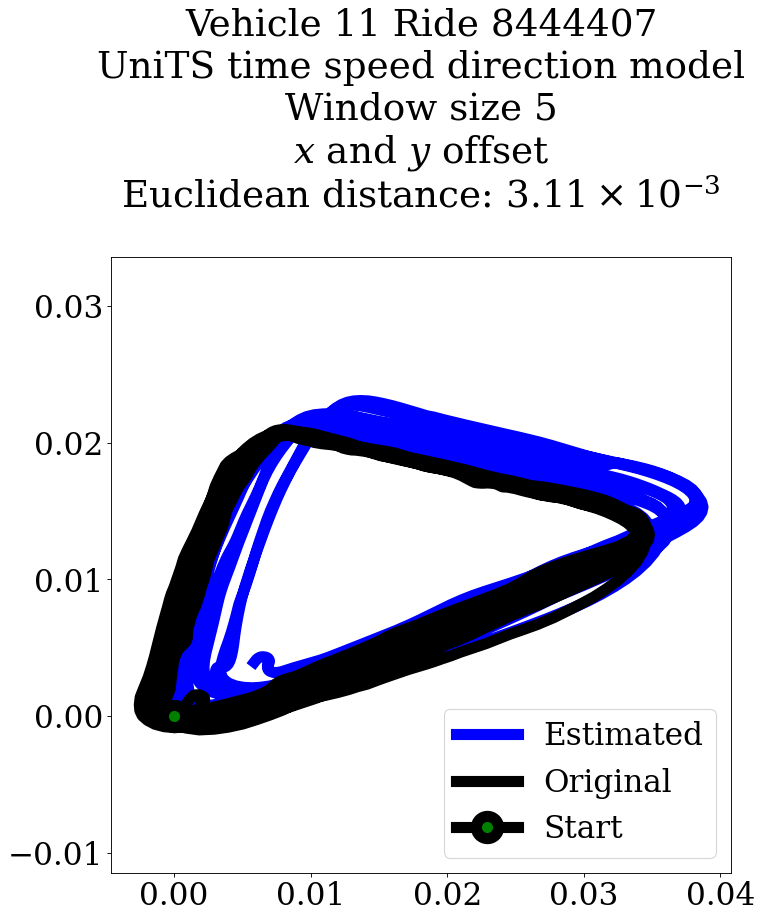 Vehicle 11 Ride 8444407
UniTS time speed direction model
Window size 5
x and y offset
Euclidean distance: 3.11 × 10⁻³
0.03
0.02
0.01
0.00
−0.01
Estimated
Original
Start
0.00 0.01 0.02 0.03 0.04